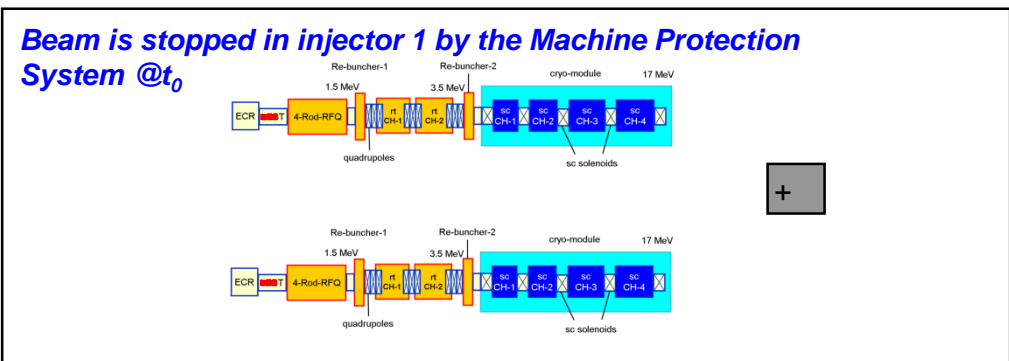 Beam is stopped in injector 1 by the Machine Protection
System @t0
Re-buncher-1 Re-buncher-2 cryo-module 17 MeV
1.5 MeV 3.5 MeV
ECR T 4-Rod-RFQ rt CH-1 rt CH-2 sc CH-1 sc CH-2 sc CH-3 sc CH-4
quadrupoles
sc solenoids
+
Re-buncher-1 Re-buncher-2
cryo-module 17 MeV
1.5 MeV 3.5 MeV
ECR T 4-Rod-RFQ rt CH-1 rt CH-2 sc CH-1 sc CH-2 sc CH-3 sc CH-4
quadrupoles
sc solenoids